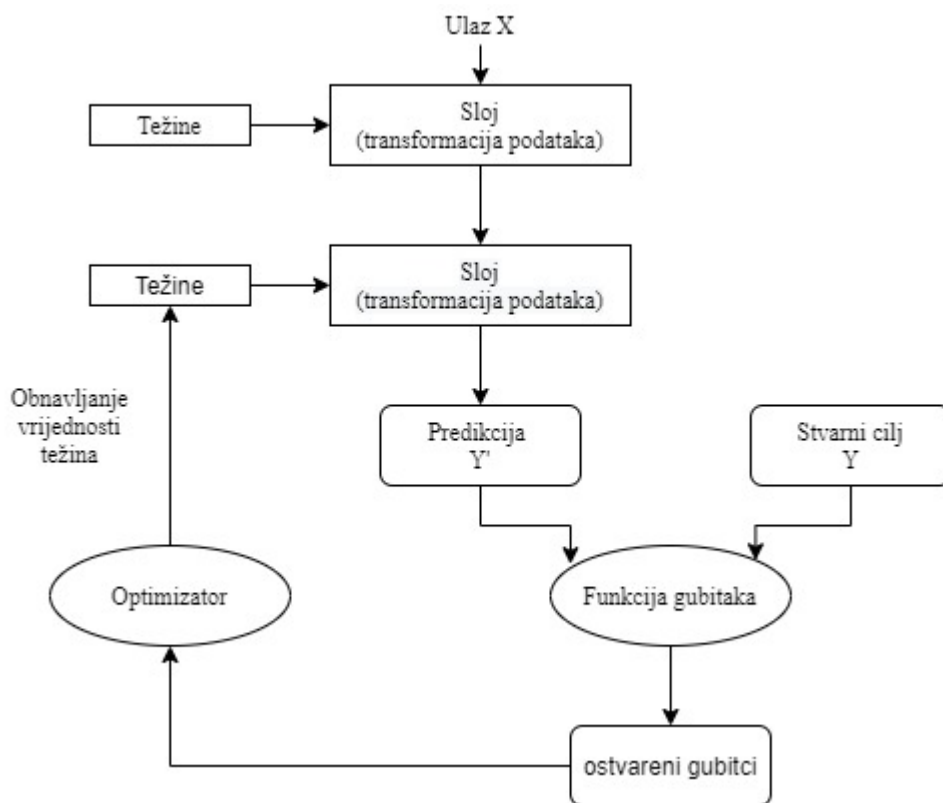 Ulaz X
Težine
Sloj
(transformacija podataka)
Težine
Sloj
(transformacija podataka)
Obnavljanje
vrijednosti
težina
Predikcija
Y'
Stvarni cilj
Y
Optimizator
Funkcija gubitaka
ostvareni gubitci